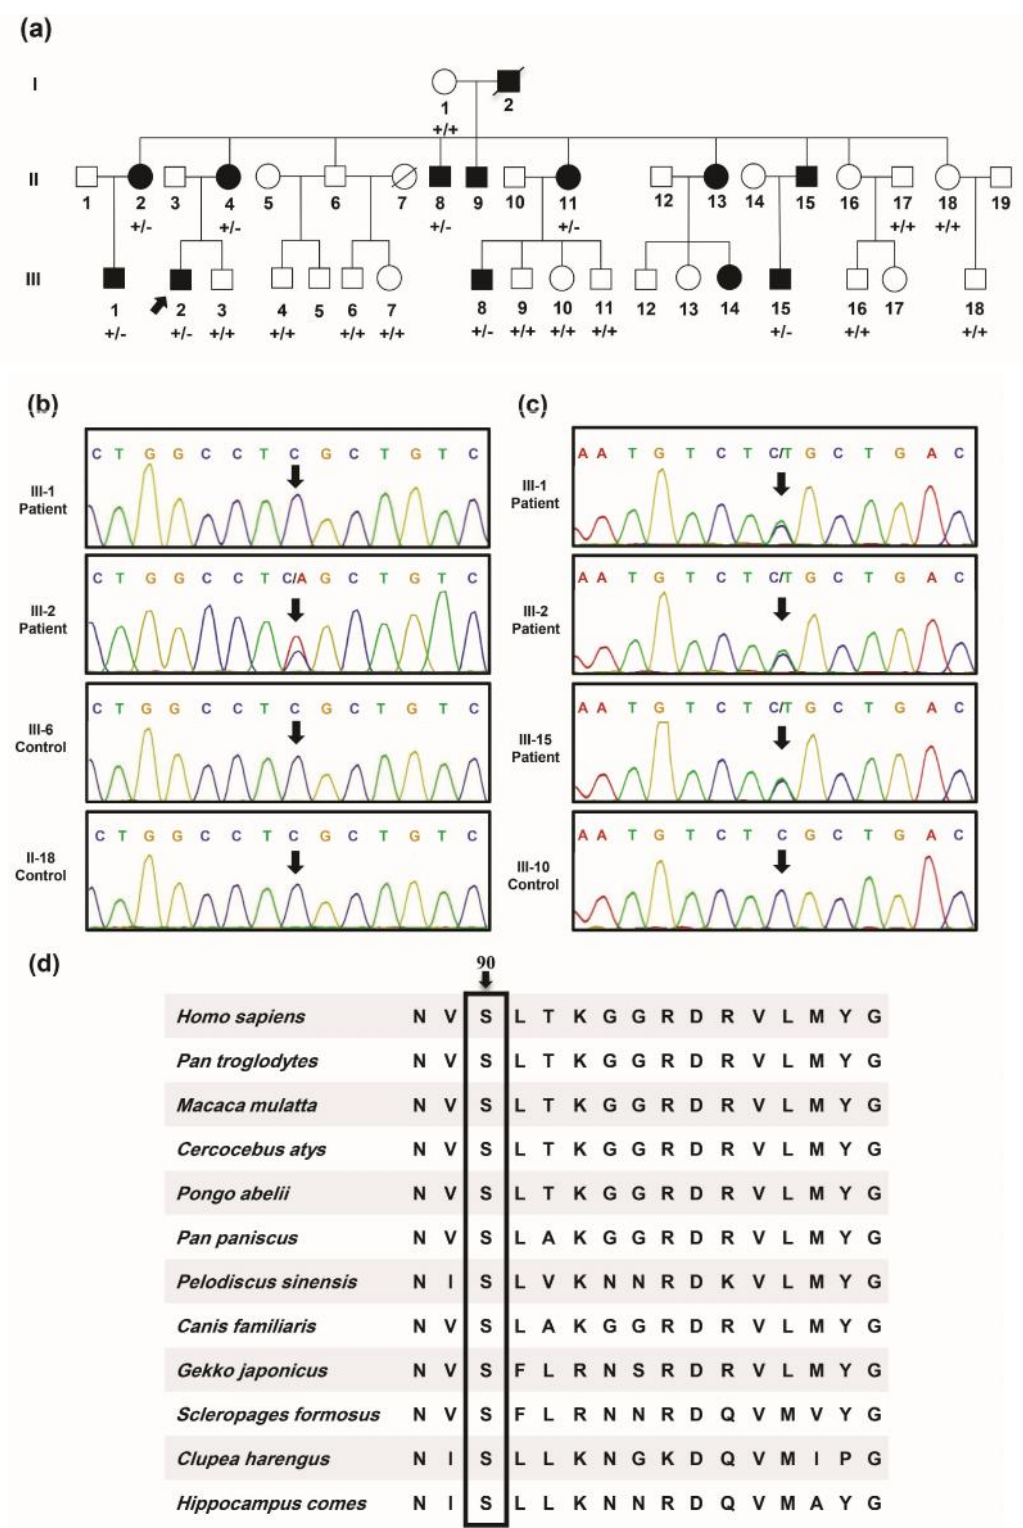 (a)
I
1 2
+/+
II
1 2 3 4 5 6 7 8 9 10 11 12 13 14 15 16 17 18 19
+/- +/- +/- +/- +/+ +/+
III
1 2 3 4 5 6 7 8 9 10 11 12 13 14 15 16 17 18
+/- +/- +/+ +/+ +/+ +/+ +/- +/+ +/+ +/+ +/- +/+ +/+
(b)
C T G G C C T C G C T G T C
III-1
Patient
C T G G C C T C/A G C T G T C
III-2
Patient
C T G G C C T C G C T G T C
III-6
Control
C T G G C C T C G C T G T C
II-18
Control
(c)
A A T G T C T C/T G C T G A C
III-1
Patient
A A T G T C T C/T G C T G A C
III-2
Patient
A A T G T C T C/T G C T G A C
III-15
Patient
A A T G T C T C G C T G A C
III-10
Control
(d)
90
Homo sapiens N V S L T K G G R D R V L M Y G
Pan troglodytes N V S L T K G G R D R V L M Y G
Macaca mulatta N V S L T K G G R D R V L M Y G
Cercocebus atys N V S L T K G G R D R V L M Y G
Pongo abelii N V S L T K G G R D R V L M Y G
Pan paniscus N V S L A K G G R D R V L M Y G
Pelodiscus sinensis N I S L V K N N R D K V L M Y G
Canis familiaris N V S L A K G G R D R V L M Y G
Gekko japonicus N V S F L R N S R D R V L M Y G
Scleropages formosus N V S F L R N N R D Q V M V Y G
Clupea harengus N I S L L K N G K D Q V M I P G
Hippocampus comes N I S L L K N N R D Q V M A Y G